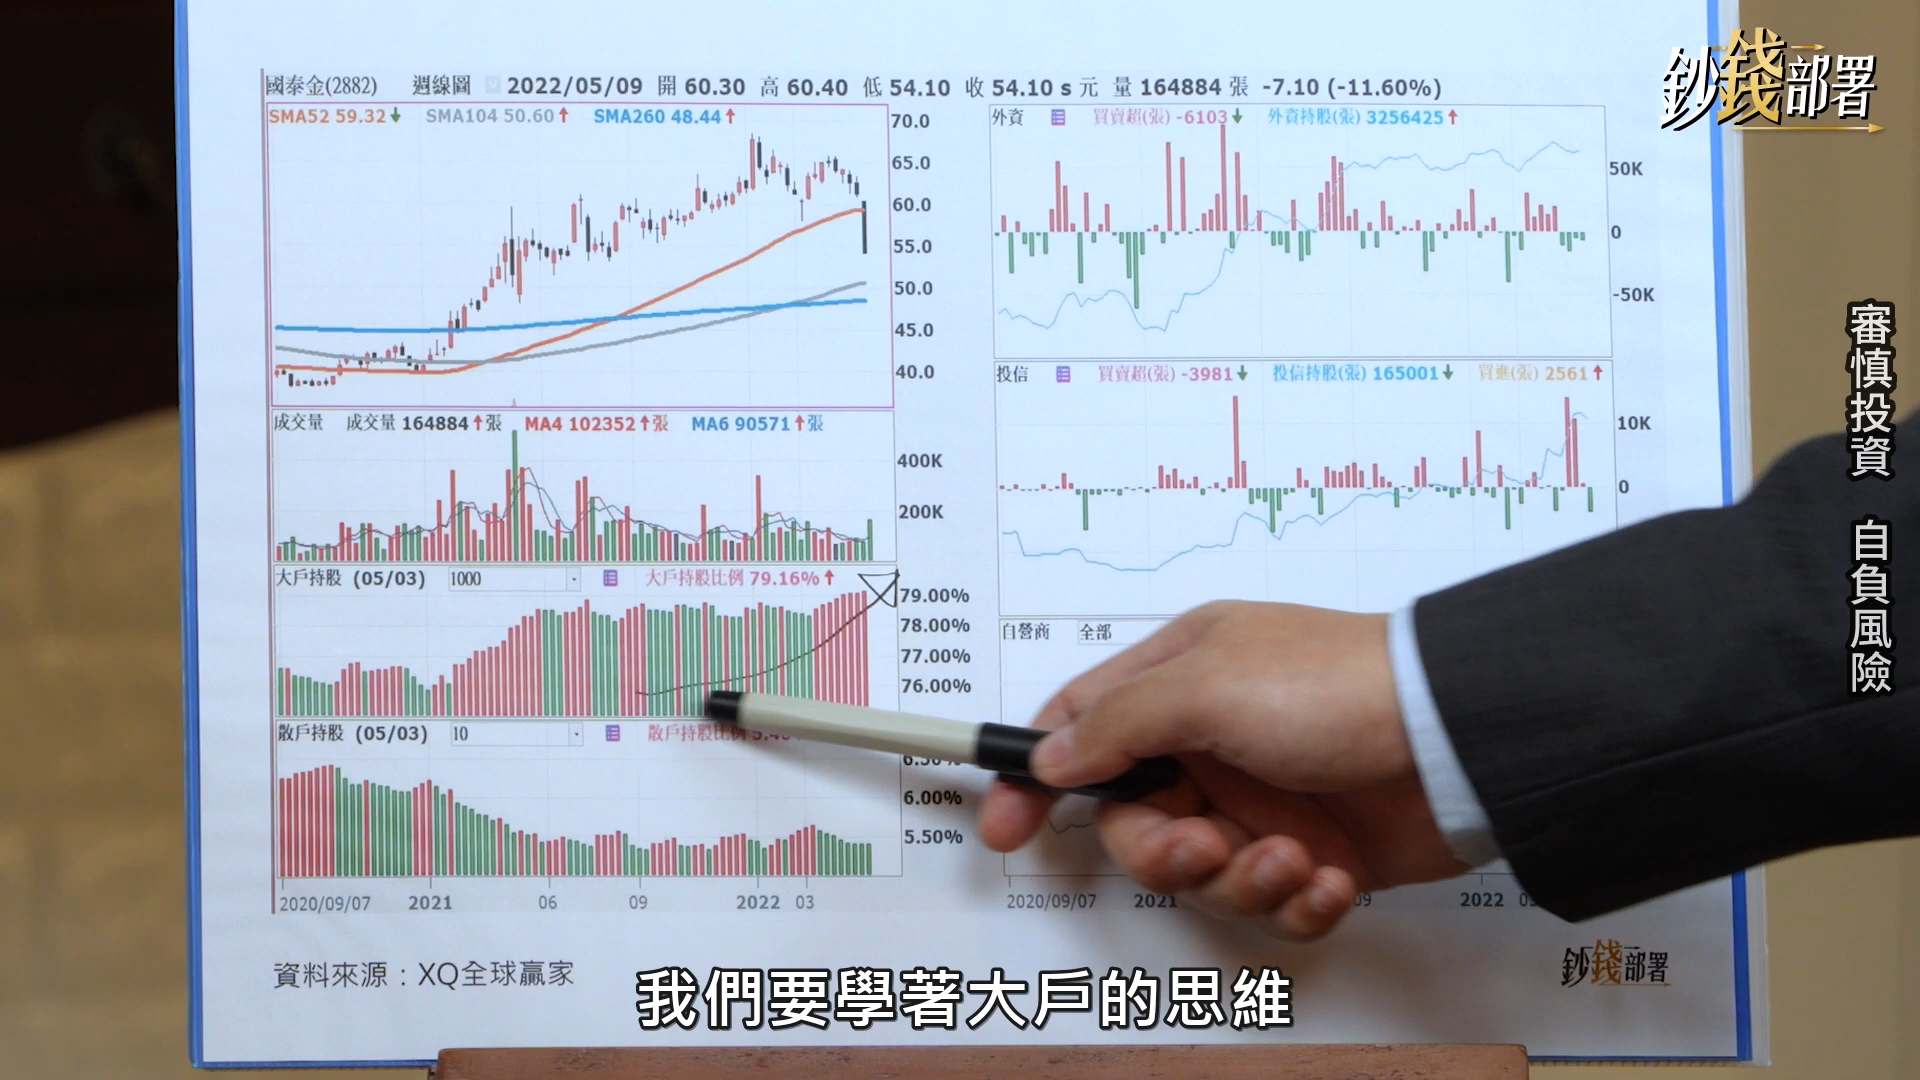 鈔錢部署
國泰金(2882) 週線圖 2022/05/09 開 60.30 高 60.40 低 54.10 收 54.10 s 元 量 164884 張 -7.10 (-11.60%)
SMA52 59.32↓ SMA104 50.60↑ SMA260 48.44↑
70.0
65.0
60.0
55.0
50.0
45.0
40.0
成交量 成交量 164884↑張 MA4 102352↑張 MA6 90571↑張
400K
200K
大戶持股 (05/03) 1000 大戶持股比例 79.16%↑
79.00%
78.00%
77.00%
76.00%
散戶持股 (05/03) 10 散戶持股比例
6.00%
5.50%
2020/09/07 2021 06 09 2022 03
外資 買賣超(張) -6103↓ 外資持股(張) 3256425↑
50K
0
-50K
投信 買賣超(張) -3981↓ 投信持股(張) 165001↓ 買進(張) 2561↑
10K
0
自營商 全部
2020/09/07 2021 09 2022
資料來源：XQ全球贏家
鈔錢部署
審慎投資 自負風險
我們要學著大戶的思維